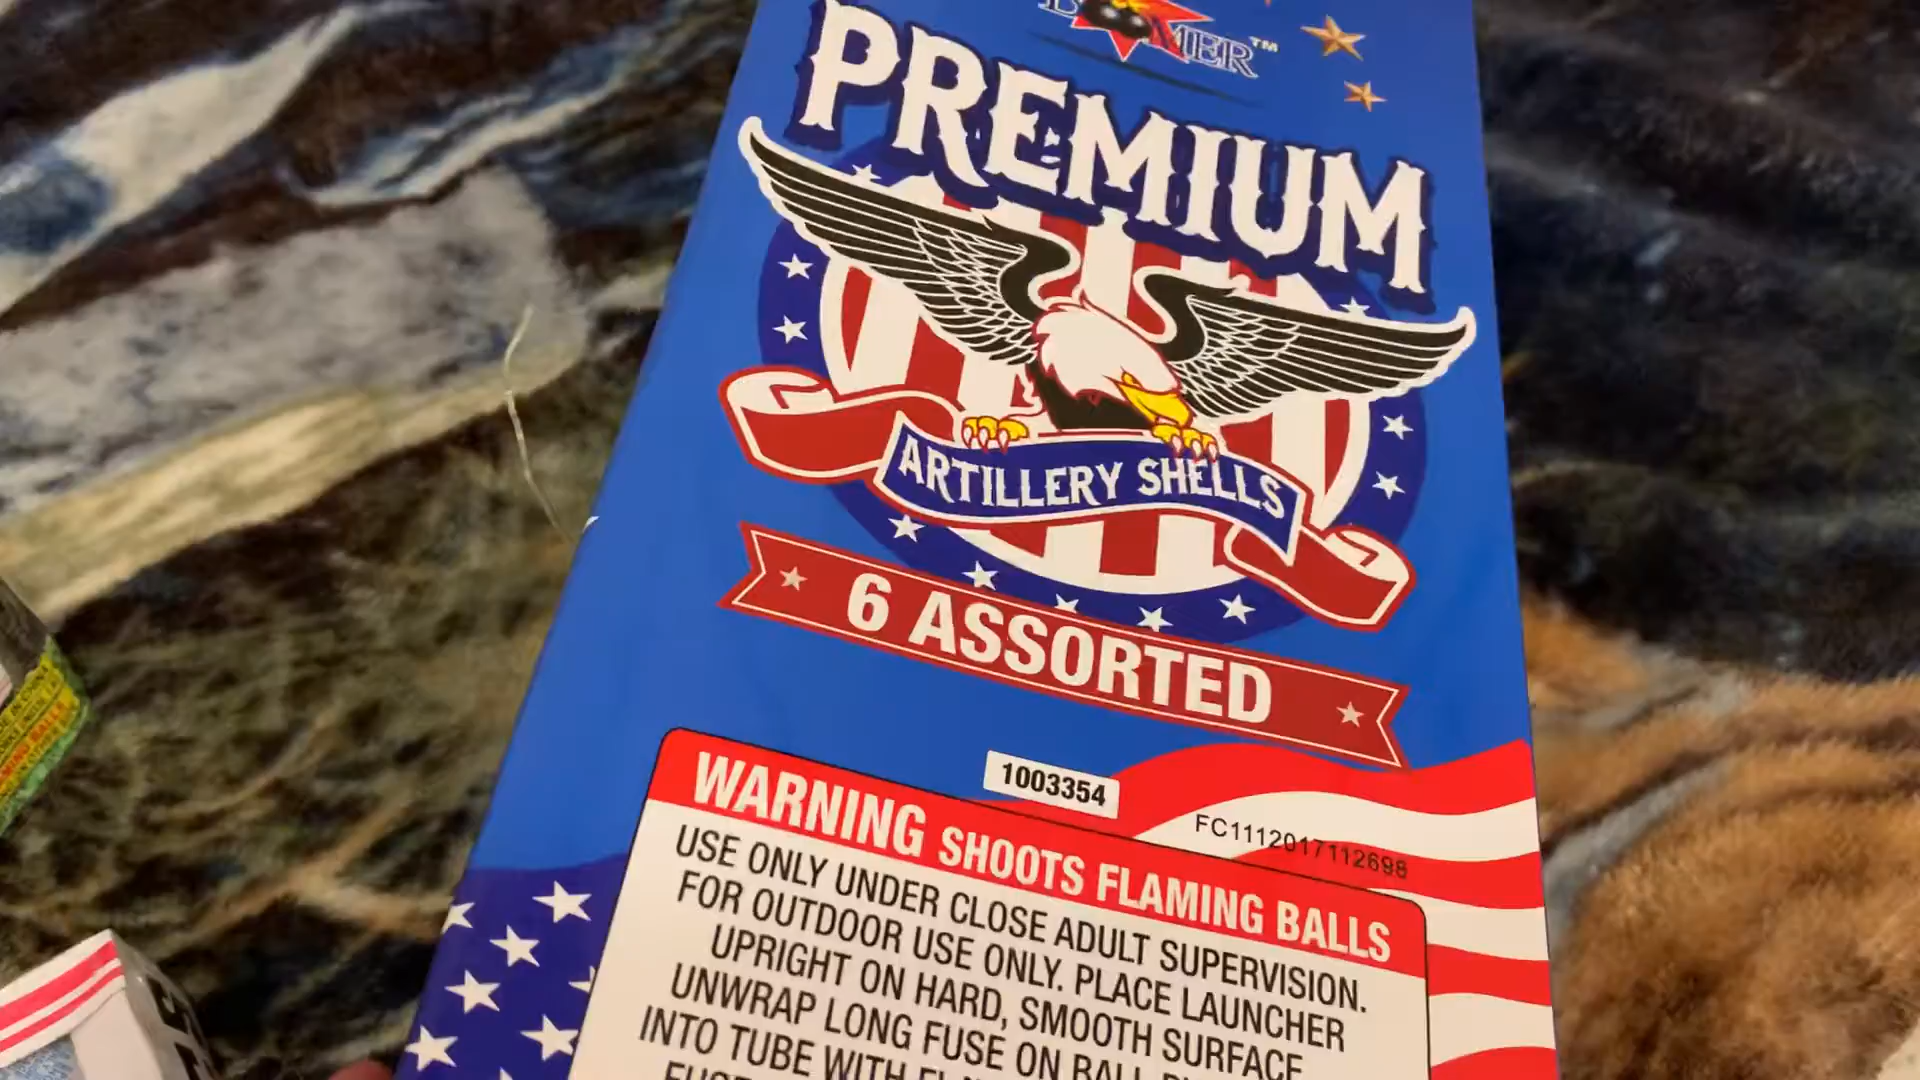 PREMIUM
ARTILLERY SHELLS
6 ASSORTED
1003354
FC1112017112698
WARNING SHOOTS FLAMING BALLS
USE ONLY UNDER CLOSE ADULT SUPERVISION.
FOR OUTDOOR USE ONLY. PLACE LAUNCHER
UPRIGHT ON HARD, SMOOTH SURFACE
UNWRAP LONG FUSE ON BALL
INTO TUBE WITH